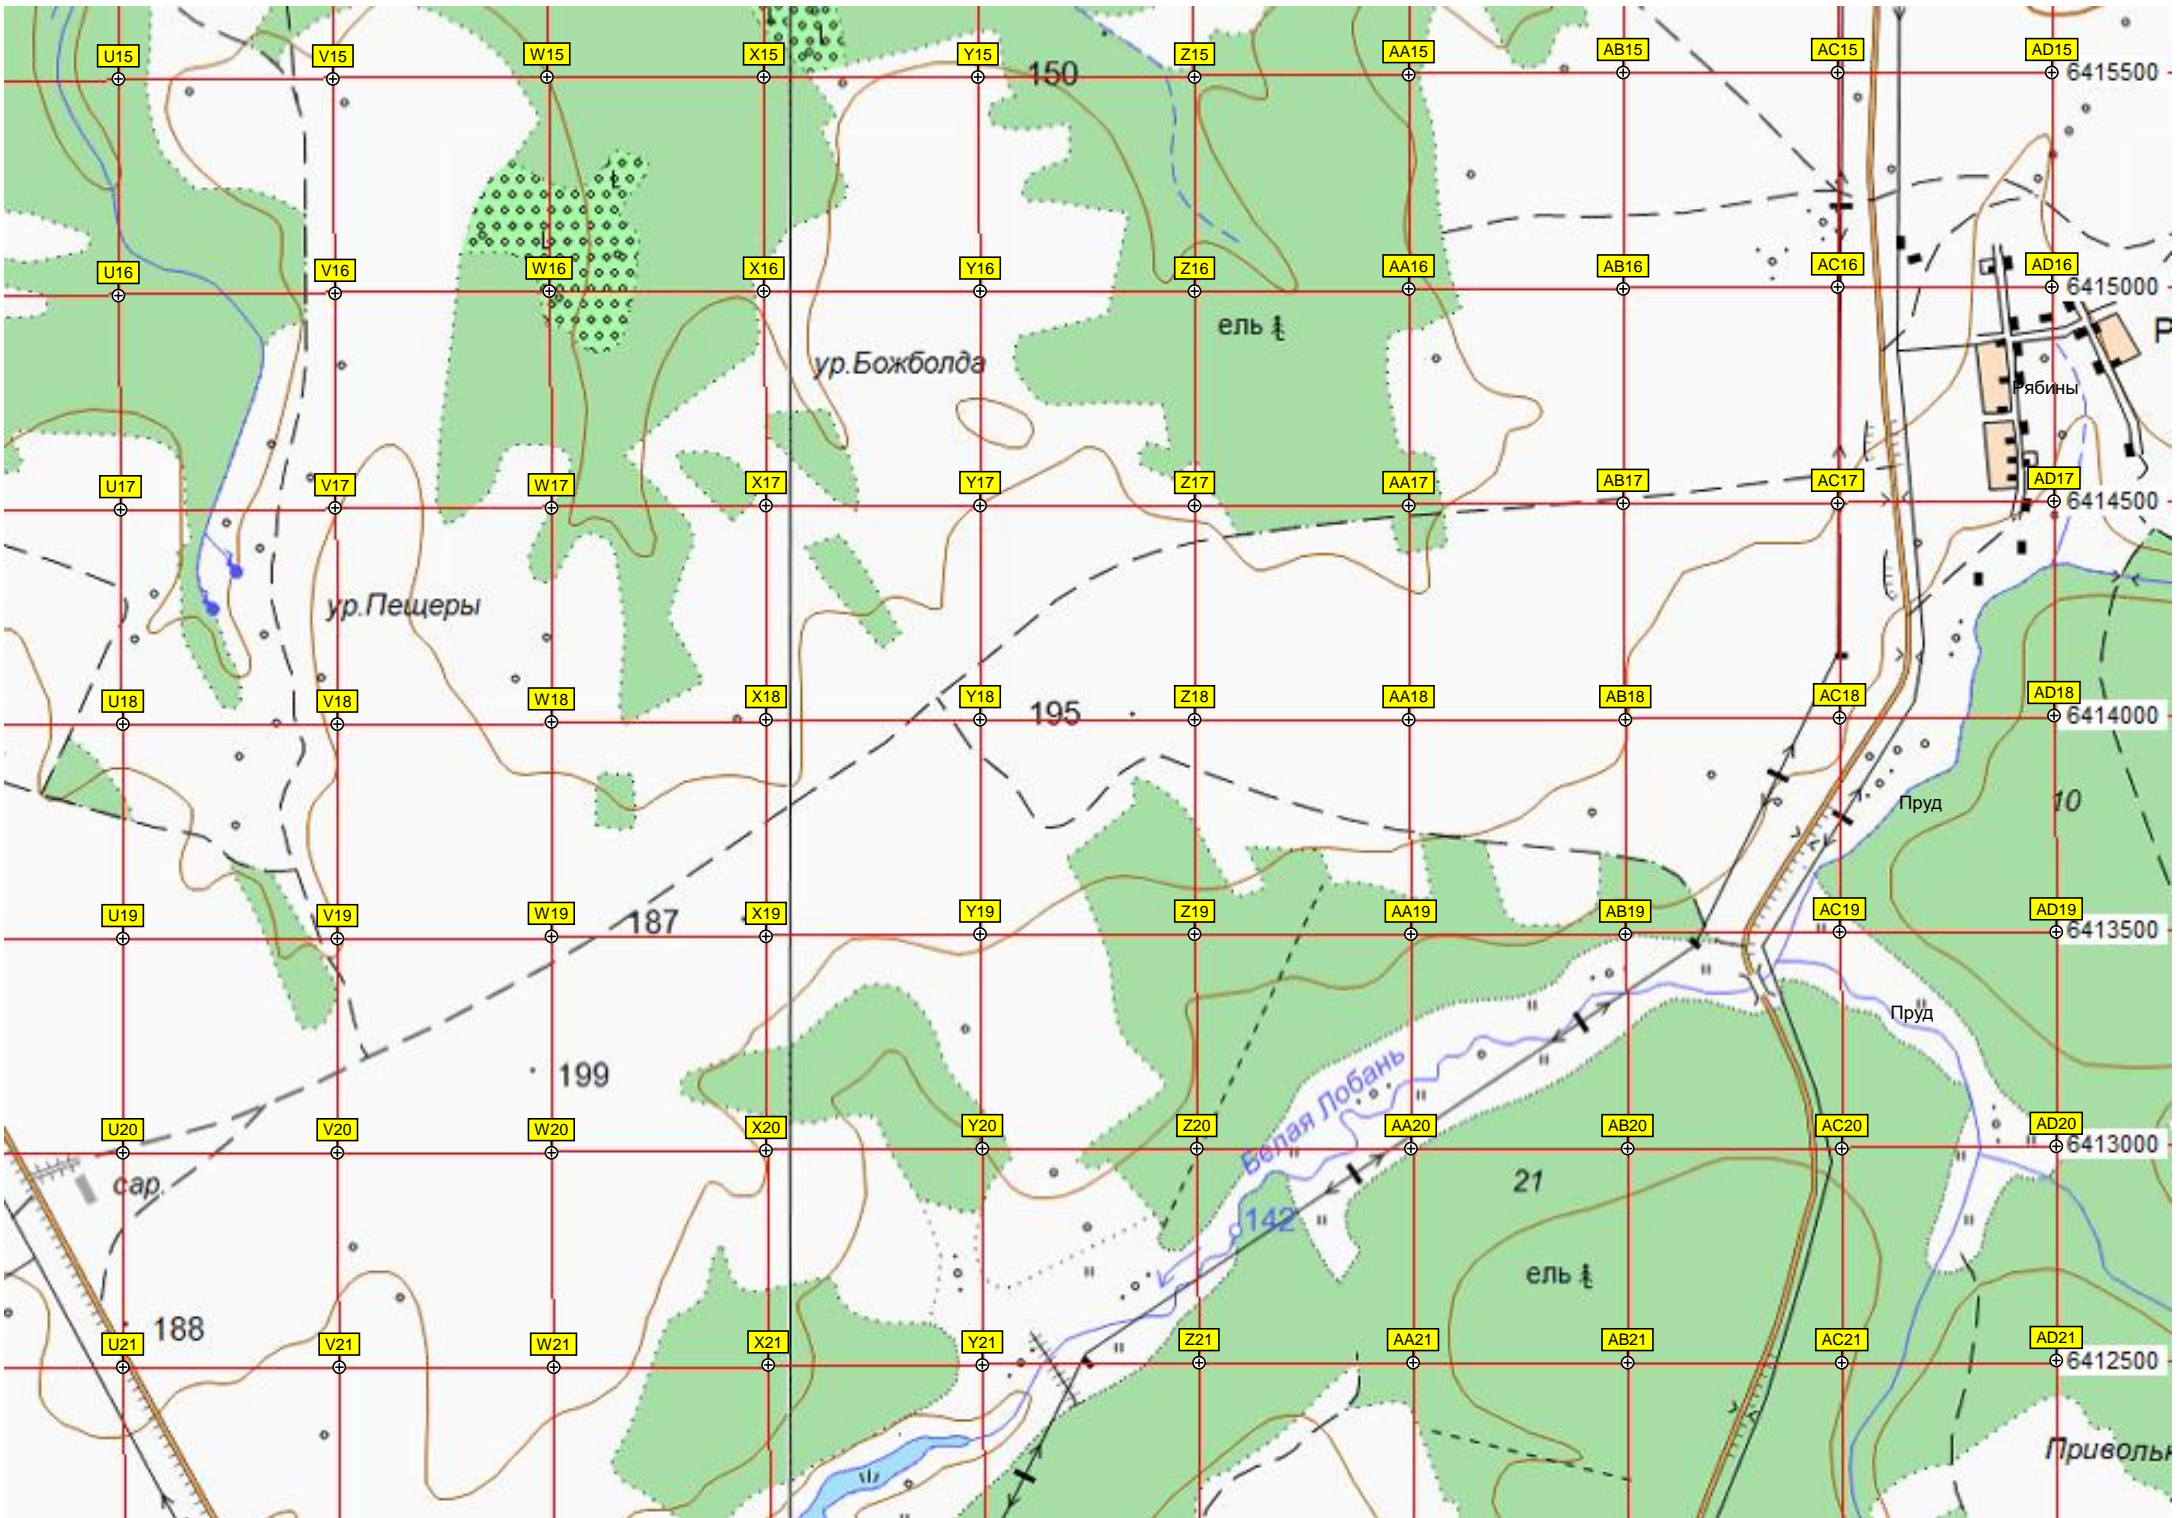 U15 V15 W15 X15 Y15 Z15 AA15 AB15 AC15 AD15
150
6415500
U16 V16 W16 X16 Y16 Z16 AA16 AB16 AC16 AD16
6415000
ель
Р
ур.Божболда
Рябины
U17 V17 W17 X17 Y17 Z17 AA17 AB17 AC17 AD17
6414500
ур.Пещеры
U18 V18 W18 X18 Y18 Z18 AA18 AB18 AC18 AD18
195
6414000
Пруд
10
U19 V19 W19 X19 Y19 Z19 AA19 AB19 AC19 AD19
187
6413500
Пруд
199
Белая Лобань
U20 V20 W20 X20 Y20 Z20 AA20 AB20 AC20 AD20
6413000
сар.
21
142
ель
188
U21 V21 W21 X21 Y21 Z21 AA21 AB21 AC21 AD21
6412500
Привольн